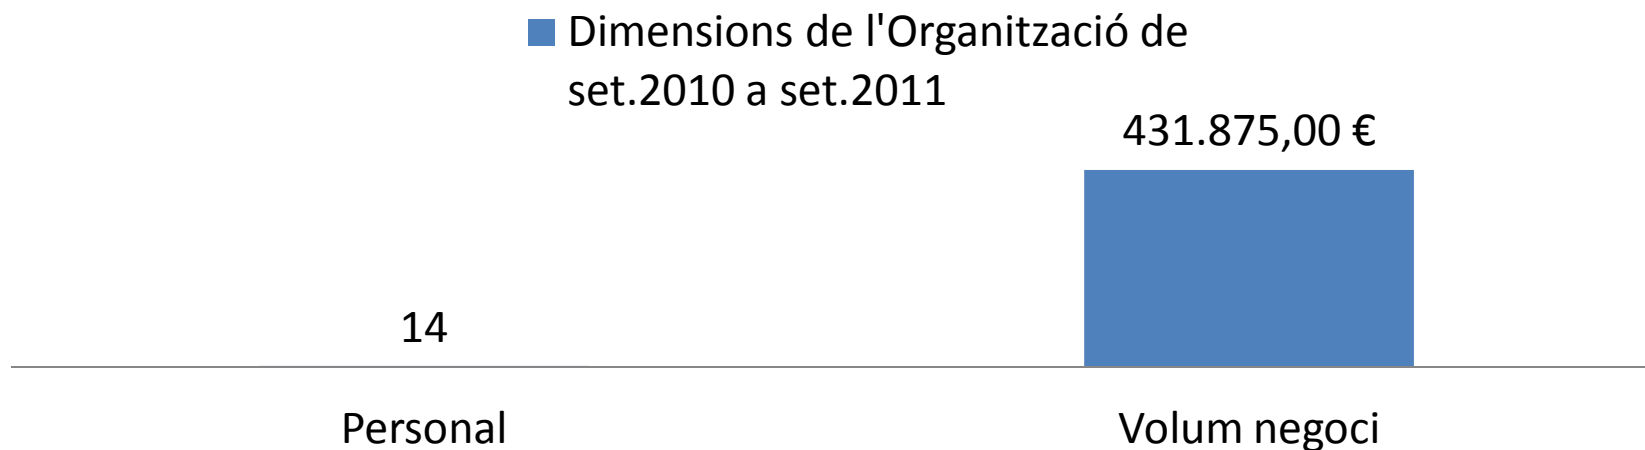 Dimensions de l'Organització de
set.2010 a set.2011
431.875,00 €
14
Personal
Volum negoci